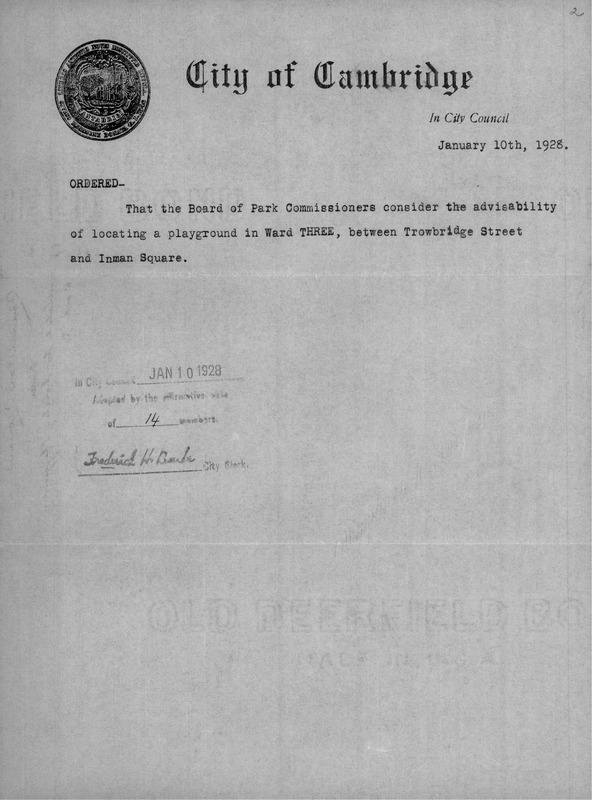 2
City of Cambridge
In City Council
January 10th, 1928.
ORDERED-
That the Board of Park Commissioners consider the advisability
of locating a playground in Ward THREE, between Trowbridge Street
and Inman Square.
In City Council JAN 10 1928
Adopted by the affirmative vote
of 14 members.
Frederick H. Burke City Clerk.
OLD DEERFIELD BO